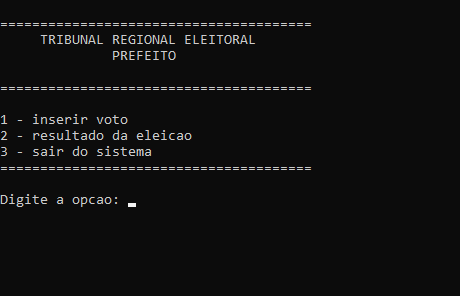 =======================================
TRIBUNAL REGIONAL ELEITORAL
PREFEITO
=======================================
1 - inserir voto
2 - resultado da eleicao
3 - sair do sistema
=======================================
Digite a opcao: